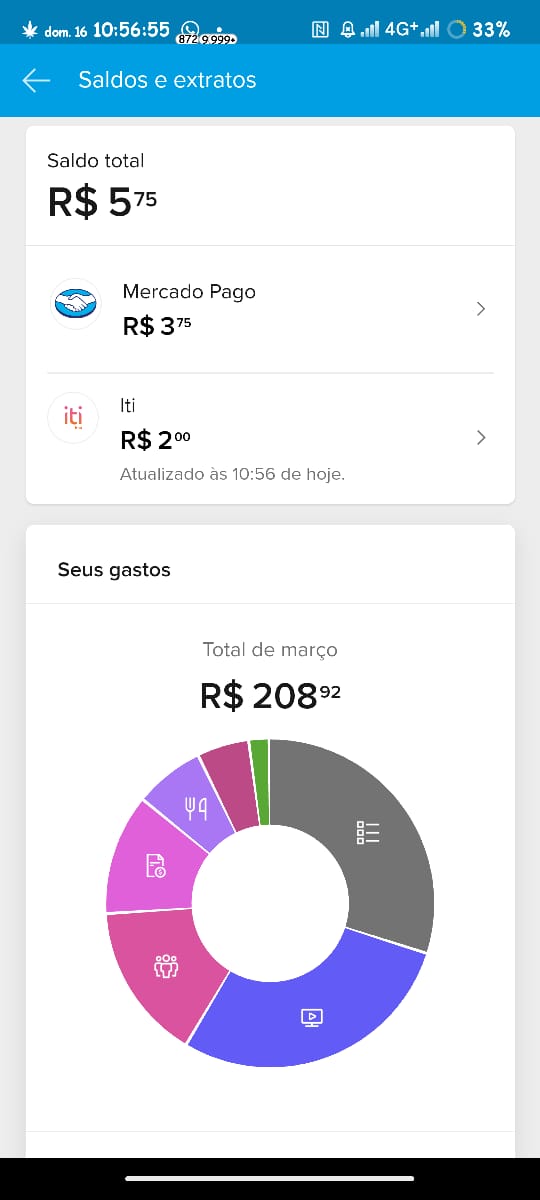 dom. 16 10:56:55 4G+ 33%
872 9.999+
Saldos e extratos
Saldo total
R$ 5 75
Mercado Pago
R$ 3 75
iti
Iti
R$ 2 00
Atualizado às 10:56 de hoje.
Seus gastos
Total de março
R$ 208 92